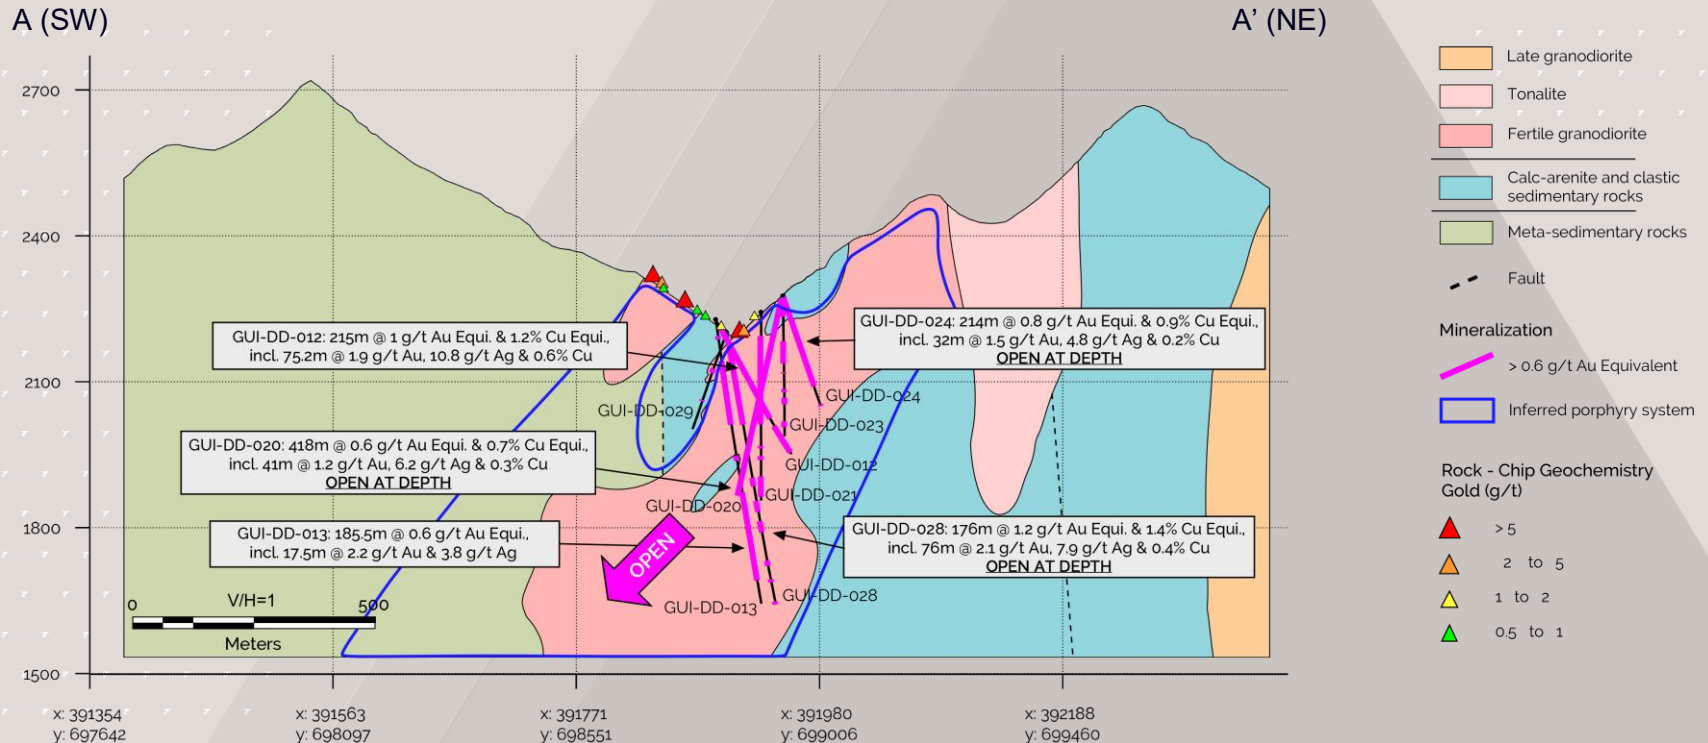 A (SW)
A' (NE)
2700
2400
2100
1800
1500
GUI-DD-012: 215m @ 1 g/t Au Equi. & 1.2% Cu Equi.,
incl. 75.2m @ 1.9 g/t Au, 10.8 g/t Ag & 0.6% Cu
GUI-DD-024: 214m @ 0.8 g/t Au Equi. & 0.9% Cu Equi.,
incl. 32m @ 1.5 g/t Au, 4.8 g/t Ag & 0.2% Cu
OPEN AT DEPTH
GUI-DD-029
GUI-DD-024
GUI-DD-023
GUI-DD-020: 418m @ 0.6 g/t Au Equi. & 0.7% Cu Equi.,
incl. 41m @ 1.2 g/t Au, 6.2 g/t Ag & 0.3% Cu
OPEN AT DEPTH
GUI-DD-012
GUI-DD-021
GUI-DD-020
GUI-DD-013: 185.5m @ 0.6 g/t Au Equi.,
incl. 17.5m @ 2.2 g/t Au & 3.8 g/t Ag
GUI-DD-028: 176m @ 1.2 g/t Au Equi. & 1.4% Cu Equi.,
incl. 76m @ 2.1 g/t Au, 7.9 g/t Ag & 0.4% Cu
OPEN AT DEPTH
OPEN
GUI-DD-028
GUI-DD-013
V/H=1
0 500
Meters
x: 391354
y: 697642
x: 391563
y: 698097
x: 391771
y: 698551
x: 391980
y: 699006
x: 392188
y: 699460
Late granodiorite
Tonalite
Fertile granodiorite
Calc-arenite and clastic
sedimentary rocks
Meta-sedimentary rocks
Fault
Mineralization
> 0.6 g/t Au Equivalent
Inferred porphyry system
Rock - Chip Geochemistry
Gold (g/t)
> 5
2 to 5
1 to 2
0.5 to 1